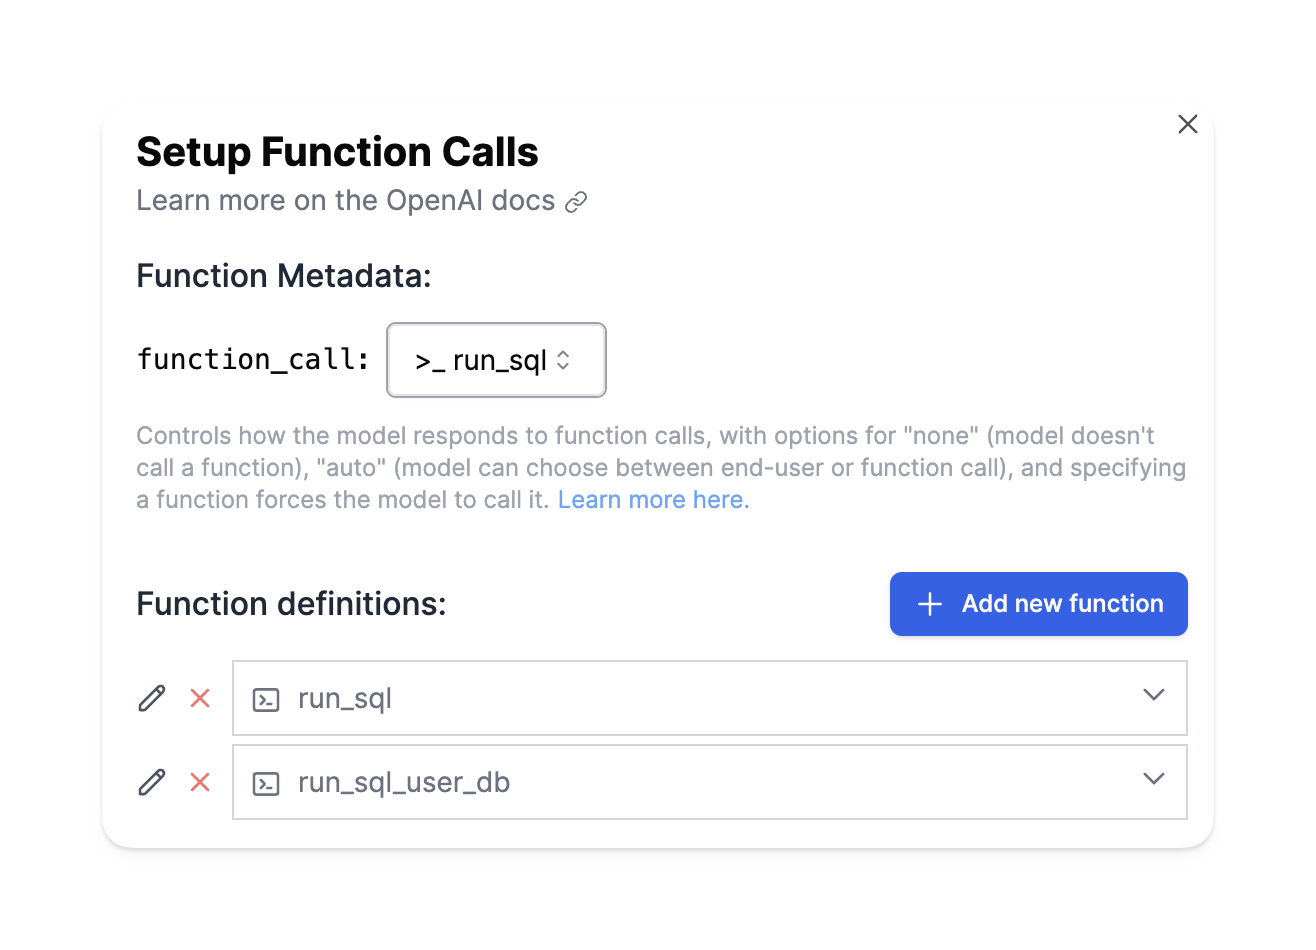 Setup Function Calls
Learn more on the OpenAI docs
Function Metadata:
function_call: >_ run_sql
Controls how the model responds to function calls, with options for "none" (model doesn't
call a function), "auto" (model can choose between end-user or function call), and specifying
a function forces the model to call it. Learn more here.
Function definitions:
Add new function
run_sql
run_sql_user_db